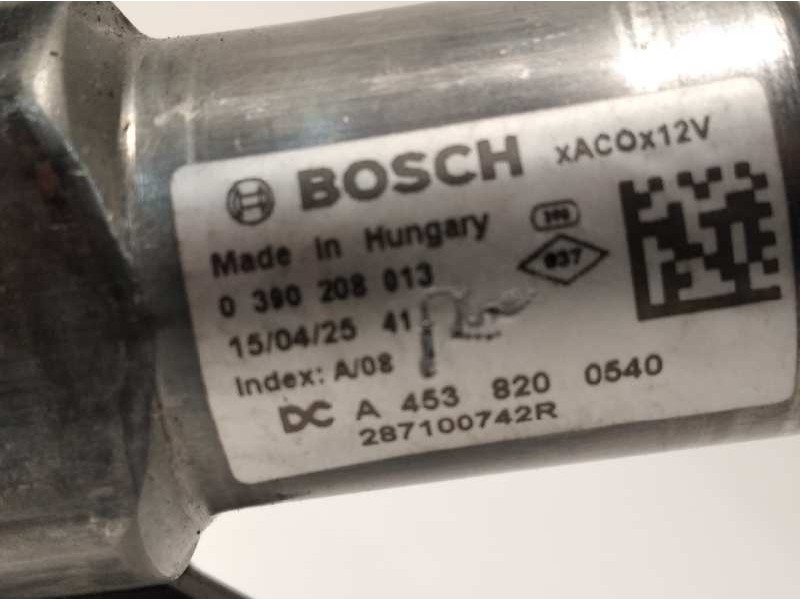 BOSCH xACOx12V
Made in Hungary
0 390 208 013
037
15/04/25 41
Index: A/08
DC A 453 820 0540
287100742R